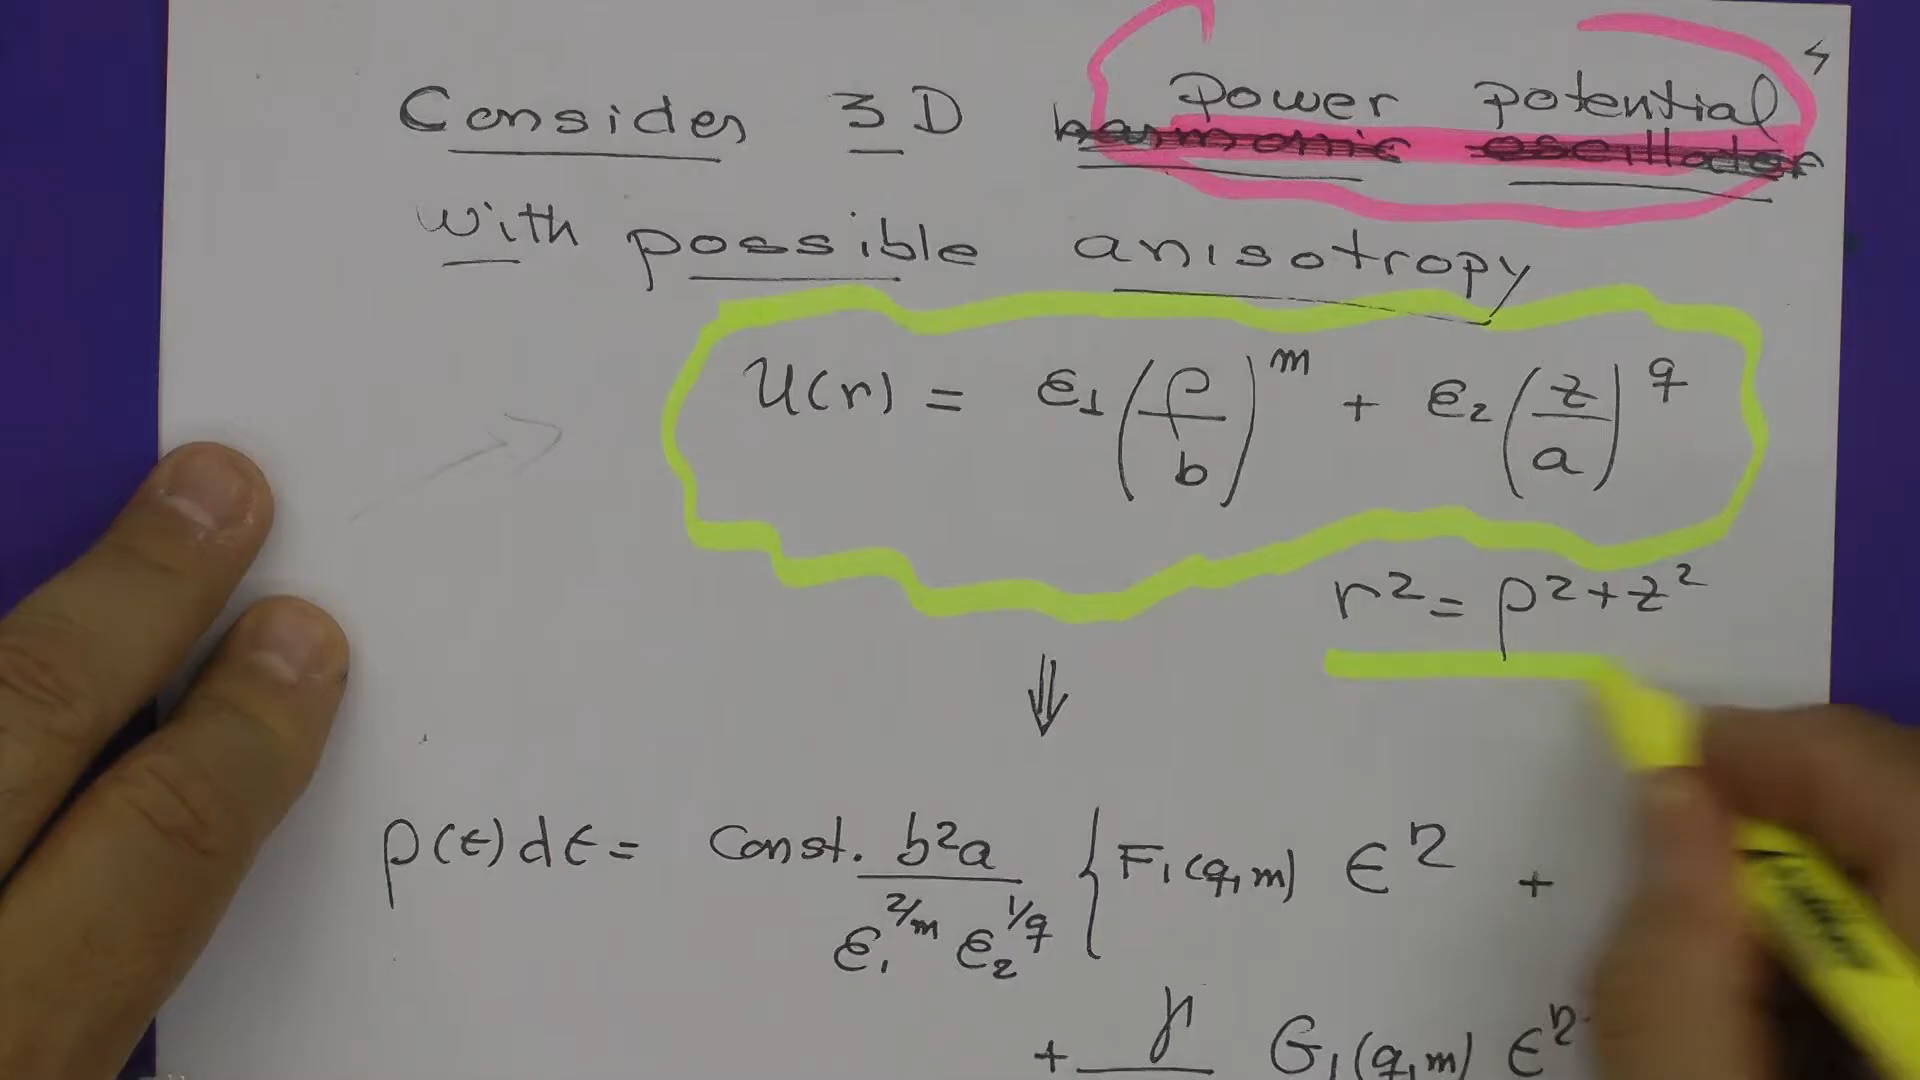 4
Consider 3D power potential
harmonic oscillator
with possible anisotropy
U(r) = ε₁(ρ/b)^m + ε₂(z/a)^q
r² = ρ² + z²
⇓
ρ(ϵ)dϵ = Const. b²a / (ε₁^(2/m) ε₂^(1/q)) { F₁(q,m) ϵ^η +
+ γ G₁(q,m) ϵ^η